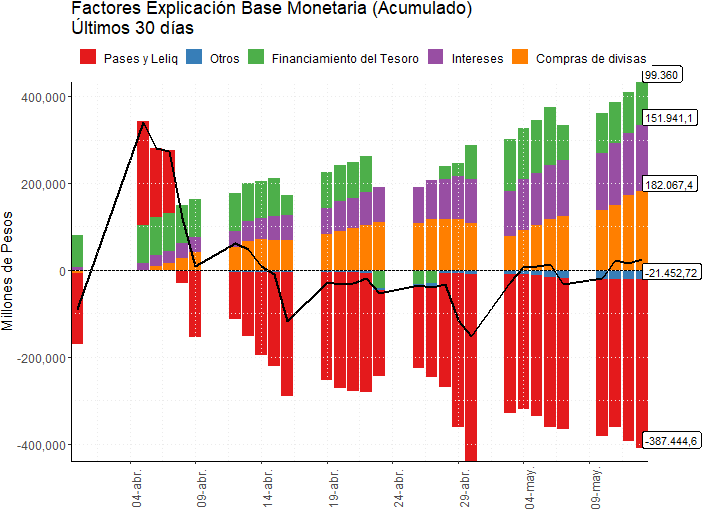 Factores Explicación Base Monetaria (Acumulado)
Últimos 30 días
Pases y Leliq Otros Financiamiento del Tesoro Intereses Compras de divisas
Millones de Pesos
400,000
200,000
0
-200,000
-400,000
99.360
151.941,1
182.067,4
-21.452,72
-387.444,6
04-abr.
09-abr.
14-abr.
19-abr.
24-abr.
29-abr.
04-may.
09-may.